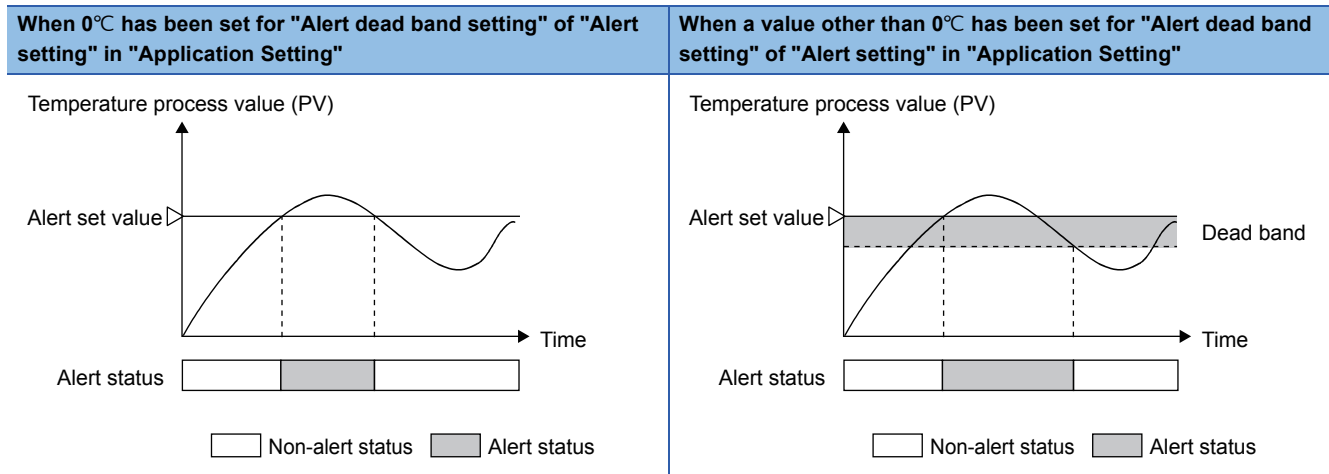 When 0℃ has been set for "Alert dead band setting" of "Alert
setting" in "Application Setting"
When a value other than 0℃ has been set for "Alert dead band
setting" of "Alert setting" in "Application Setting"
Temperature process value (PV)
Alert set value
Time
Alert status
Non-alert status
Alert status
Temperature process value (PV)
Alert set value
Dead band
Time
Alert status
Non-alert status
Alert status